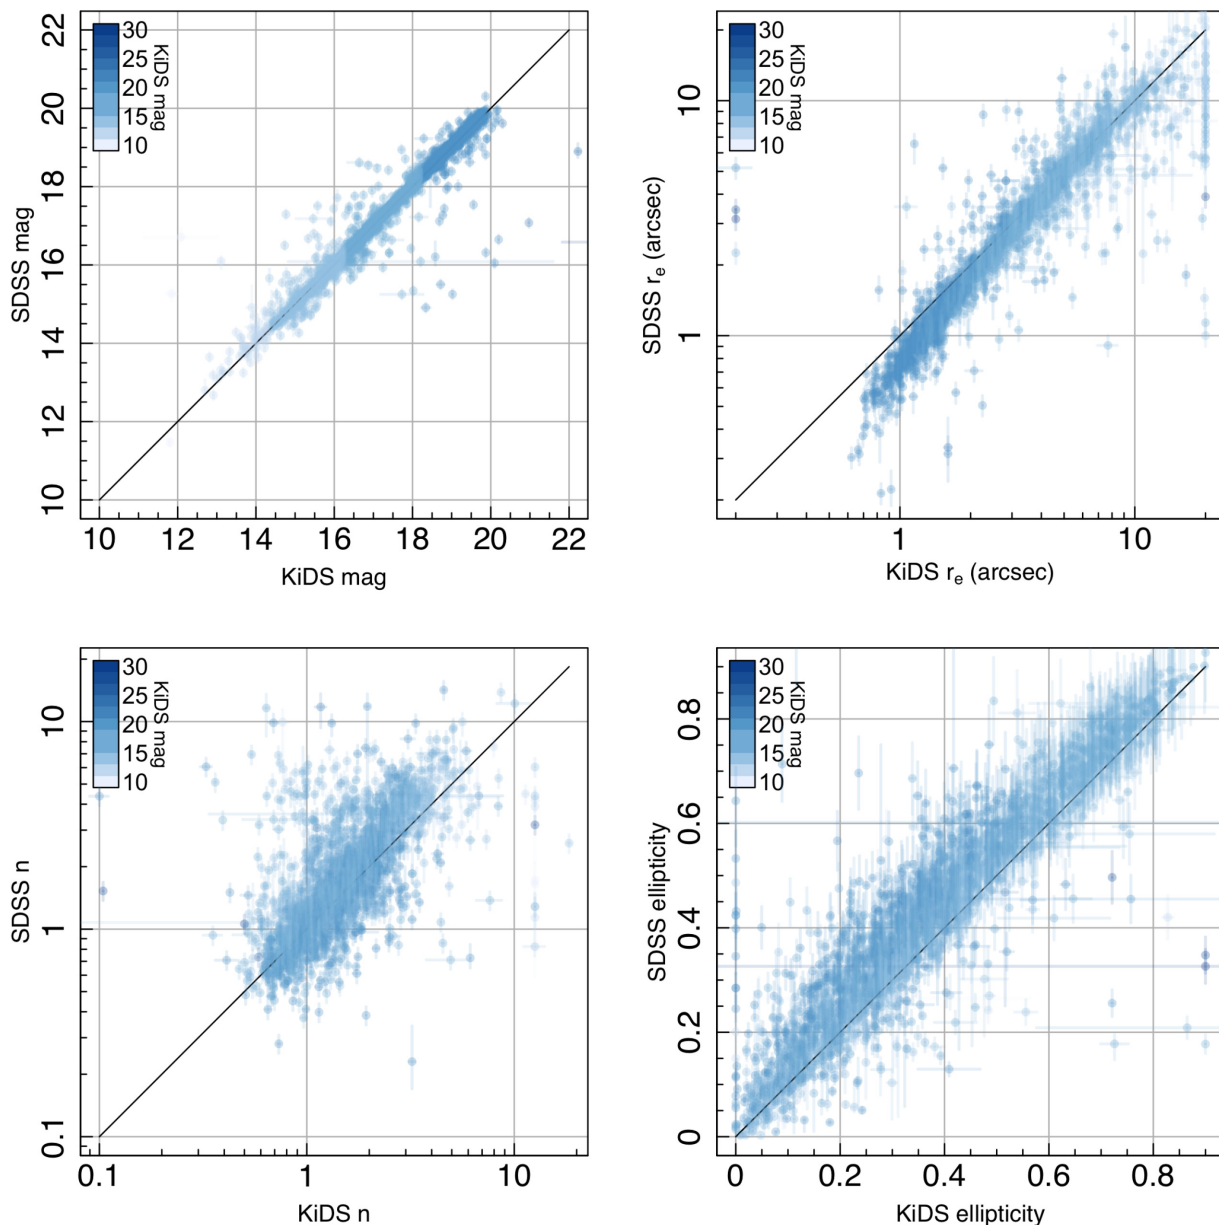 22
20
18
16
14
12
10
SDSS mag
30
25
20
15
10
KiDS mag
10 12 14 16 18 20 22
KiDS mag
10
1
SDSS r_e (arcsec)
30
25
20
15
10
KiDS mag
1 10
KiDS r_e (arcsec)
10
1
0.1
SDSS n
30
25
20
15
10
KiDS mag
0.1 1 10
KiDS n
0.8
0.6
0.4
0.2
0
SDSS ellipticity
30
25
20
15
10
KiDS mag
0 0.2 0.4 0.6 0.8
KiDS ellipticity